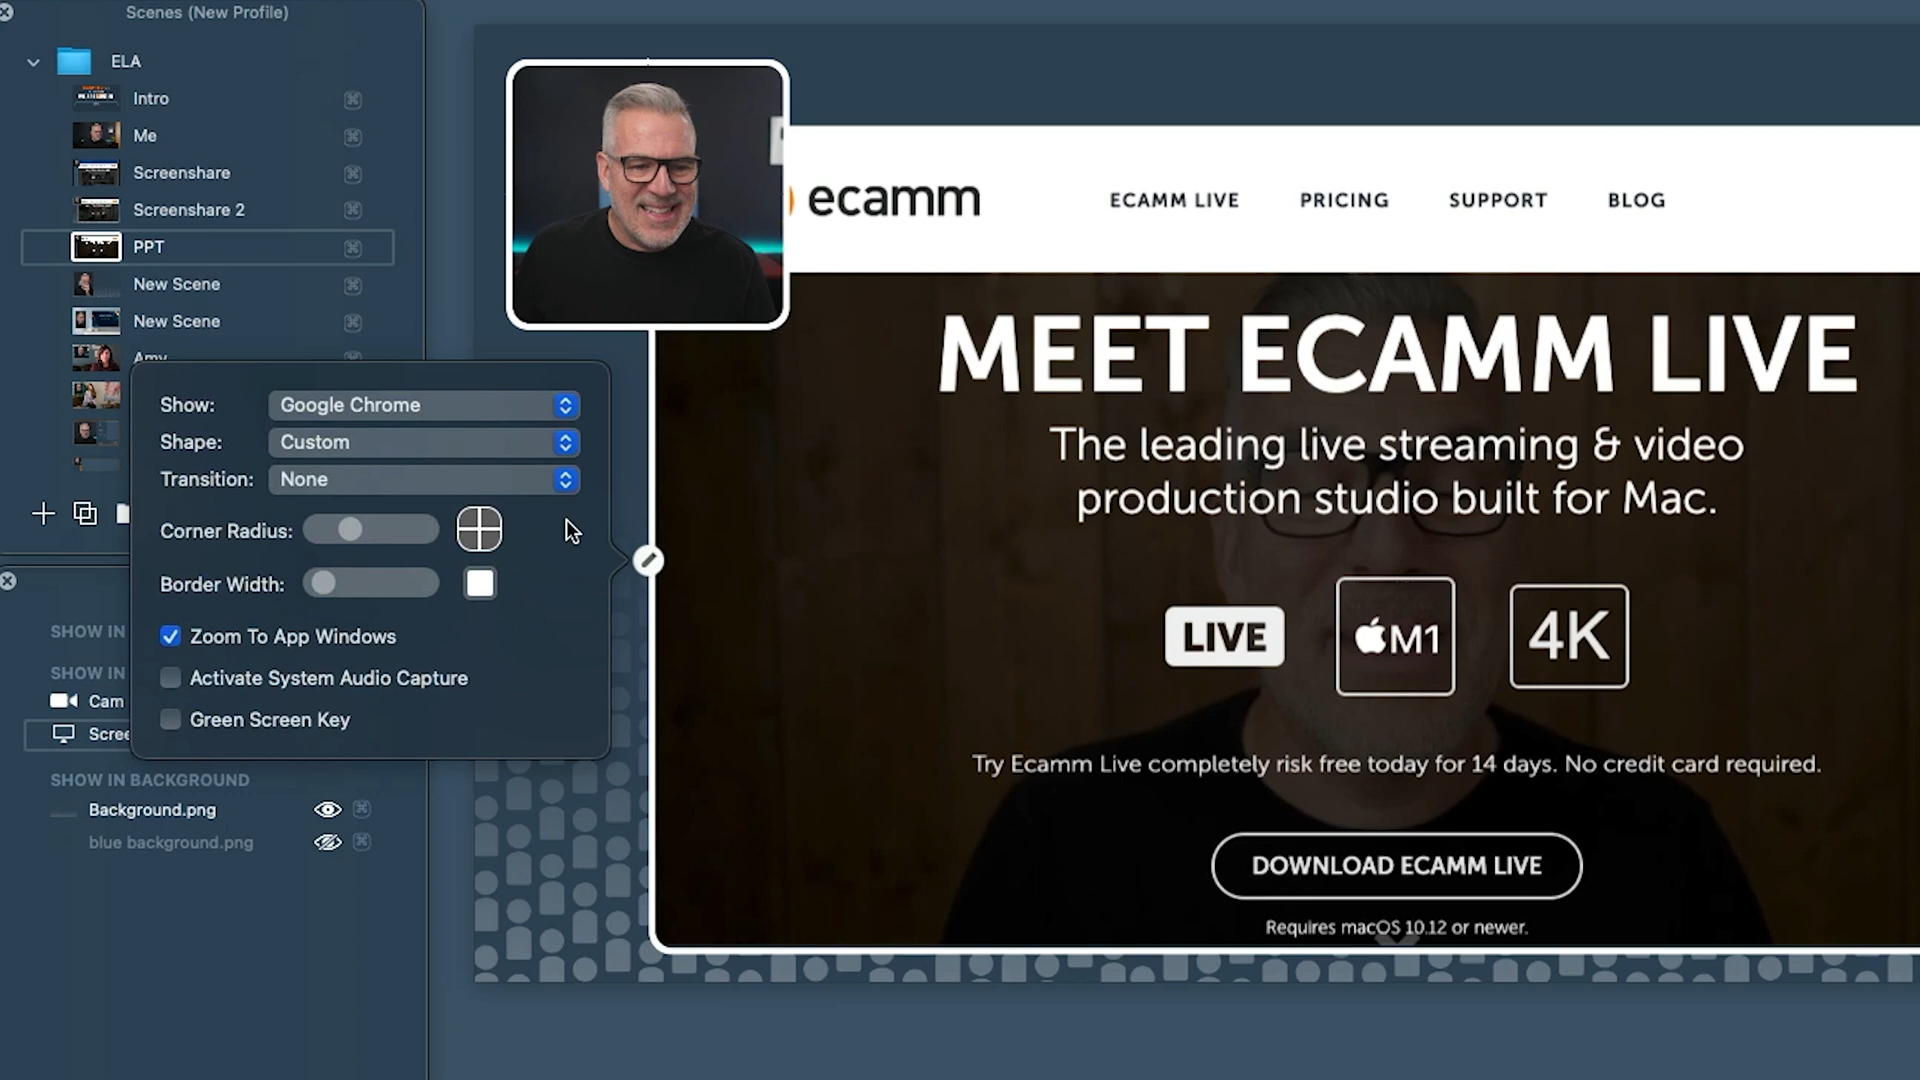 Scenes (New Profile)
ELA
Intro
Me
Screenshare
Screenshare 2
PPT
New Scene
New Scene
Amy
Show: Google Chrome
Shape: Custom
Transition: None
Corner Radius:
Border Width:
Zoom To App Windows
Activate System Audio Capture
Green Screen Key
SHOW IN
SHOW IN
Cam
Scree
SHOW IN BACKGROUND
Background.png
blue background.png
ecamm
ECAMM LIVE PRICING SUPPORT BLOG
MEET ECAMM LIVE
The leading live streaming & video
production studio built for Mac.
LIVE M1 4K
Try Ecamm Live completely risk free today for 14 days. No credit card required.
DOWNLOAD ECAMM LIVE
Requires macOS 10.12 or newer.